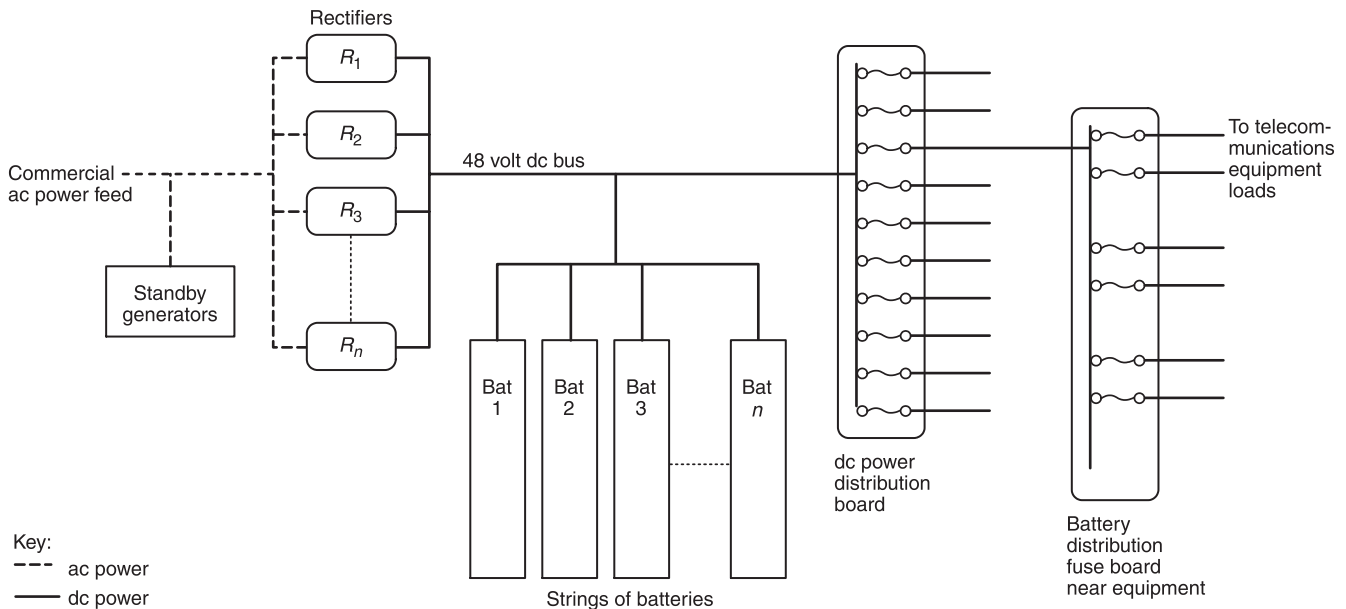 Rectifiers
R1
R2
R3
Rn
Commercial
ac power feed
Standby
generators
48 volt dc bus
Bat
1
Bat
2
Bat
3
Bat
n
Strings of batteries
dc power
distribution
board
To telecom-
munications
equipment
loads
Battery
distribution
fuse board
near equipment
Key:
ac power
dc power